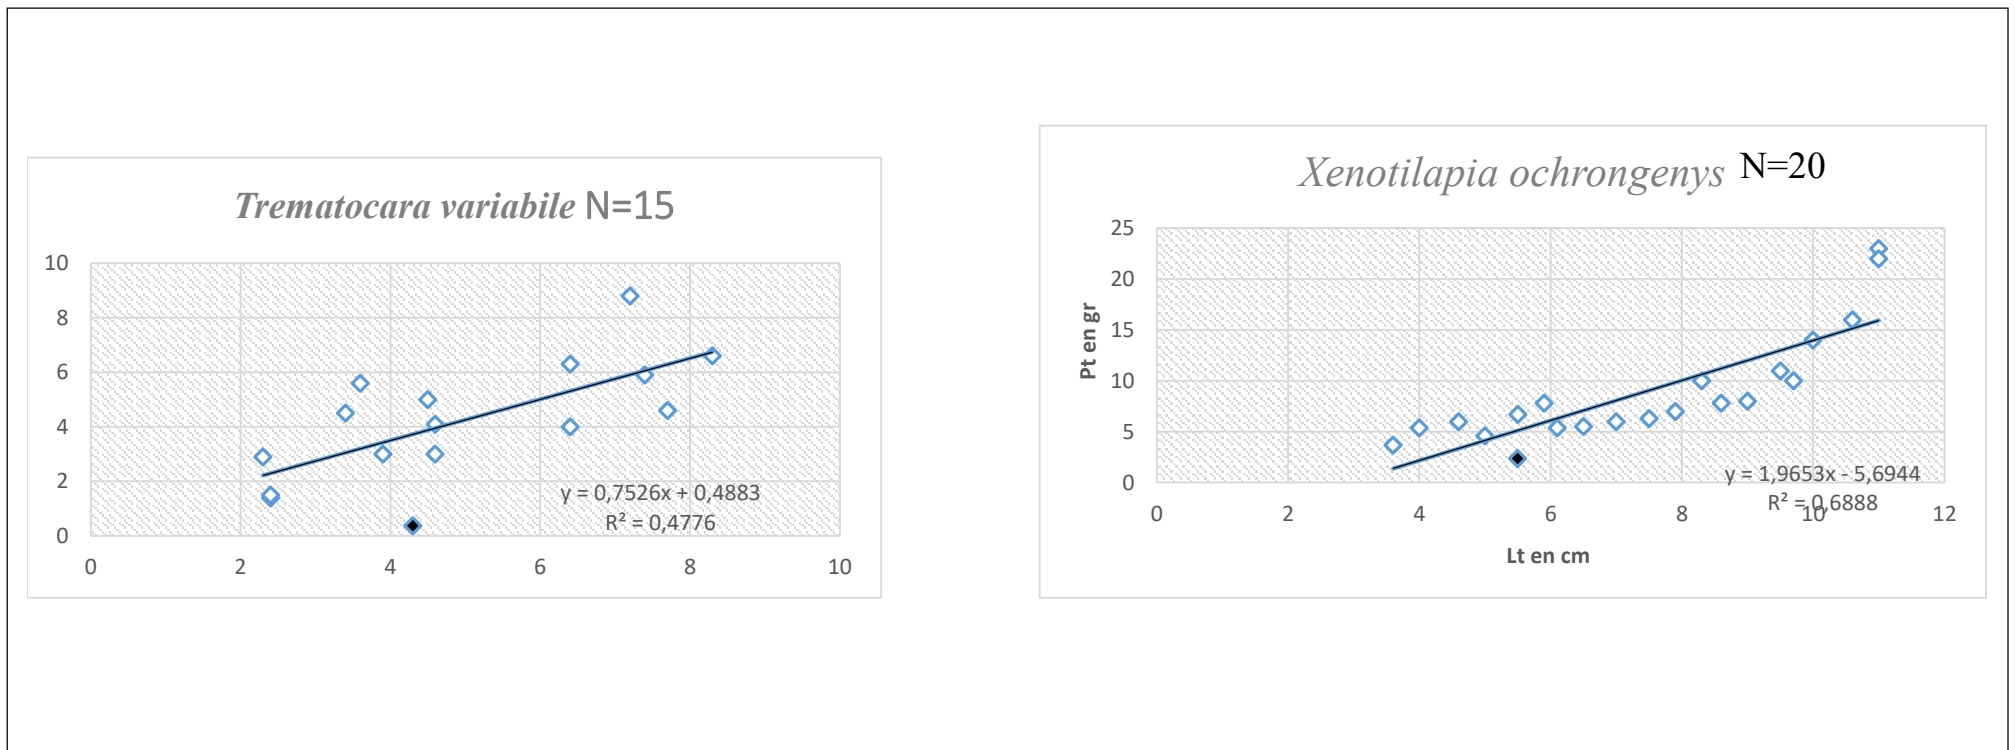 Trematocara variabile N=15
10
8
6
4
2
0
y = 0,7526x + 0,4883
R² = 0,4776
0 2 4 6 8 10
Xenotilapia ochrongenys N=20
Pt en gr
25
20
15
10
5
0
y = 1,9653x - 5,6944
R² = 0,6888
0 2 4 6 8 10 12
Lt en cm